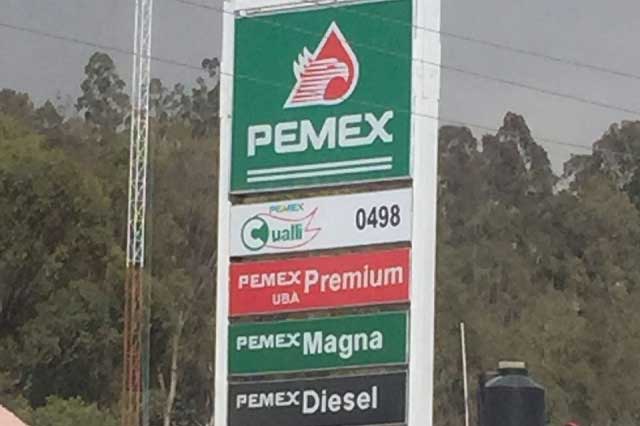 PEMEX
PEMEX
Cualli 0498
PEMEX Premium
UBA
PEMEX Magna
PEMEX Diesel